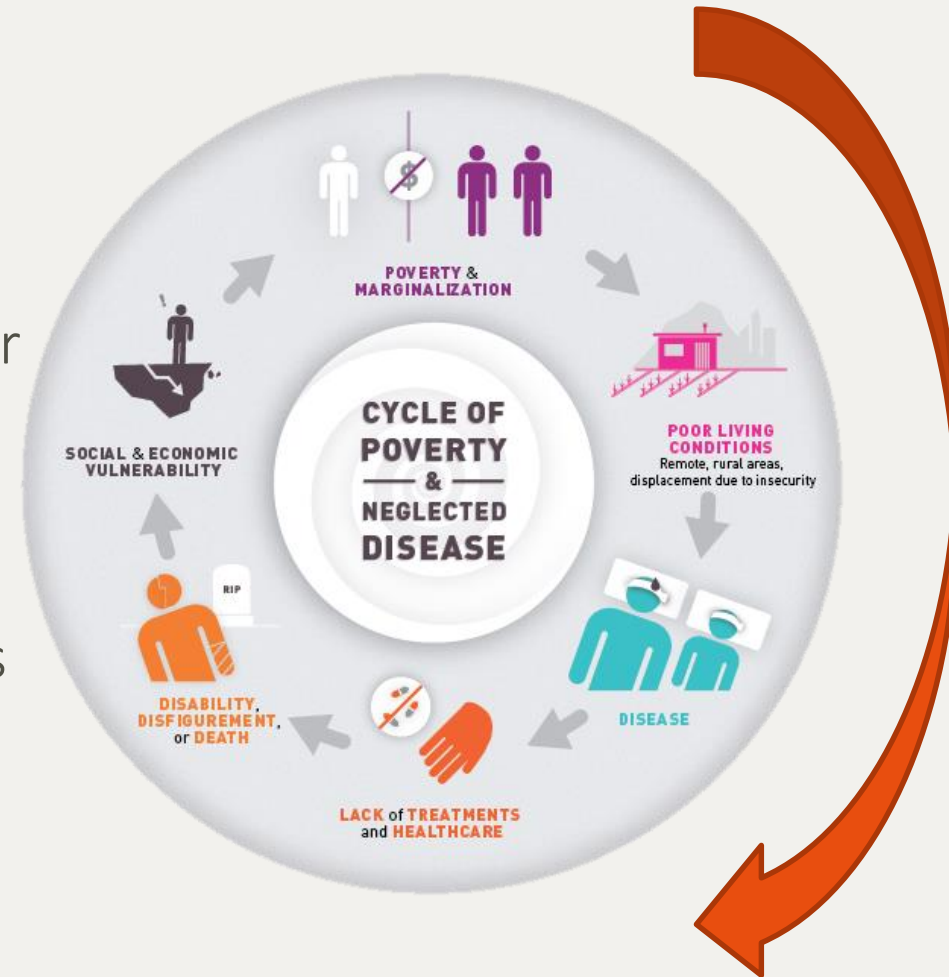 $
POVERTY &
MARGINALIZATION
POOR LIVING
CONDITIONS
Remote, rural areas,
displacement due to insecurity
DISEASE
LACK of TREATMENTS
and HEALTHCARE
RIP
DISABILITY,
DISFIGUREMENT,
or DEATH
SOCIAL & ECONOMIC
VULNERABILITY
!
CYCLE OF
POVERTY
&
NEGLECTED
DISEASE
r
s